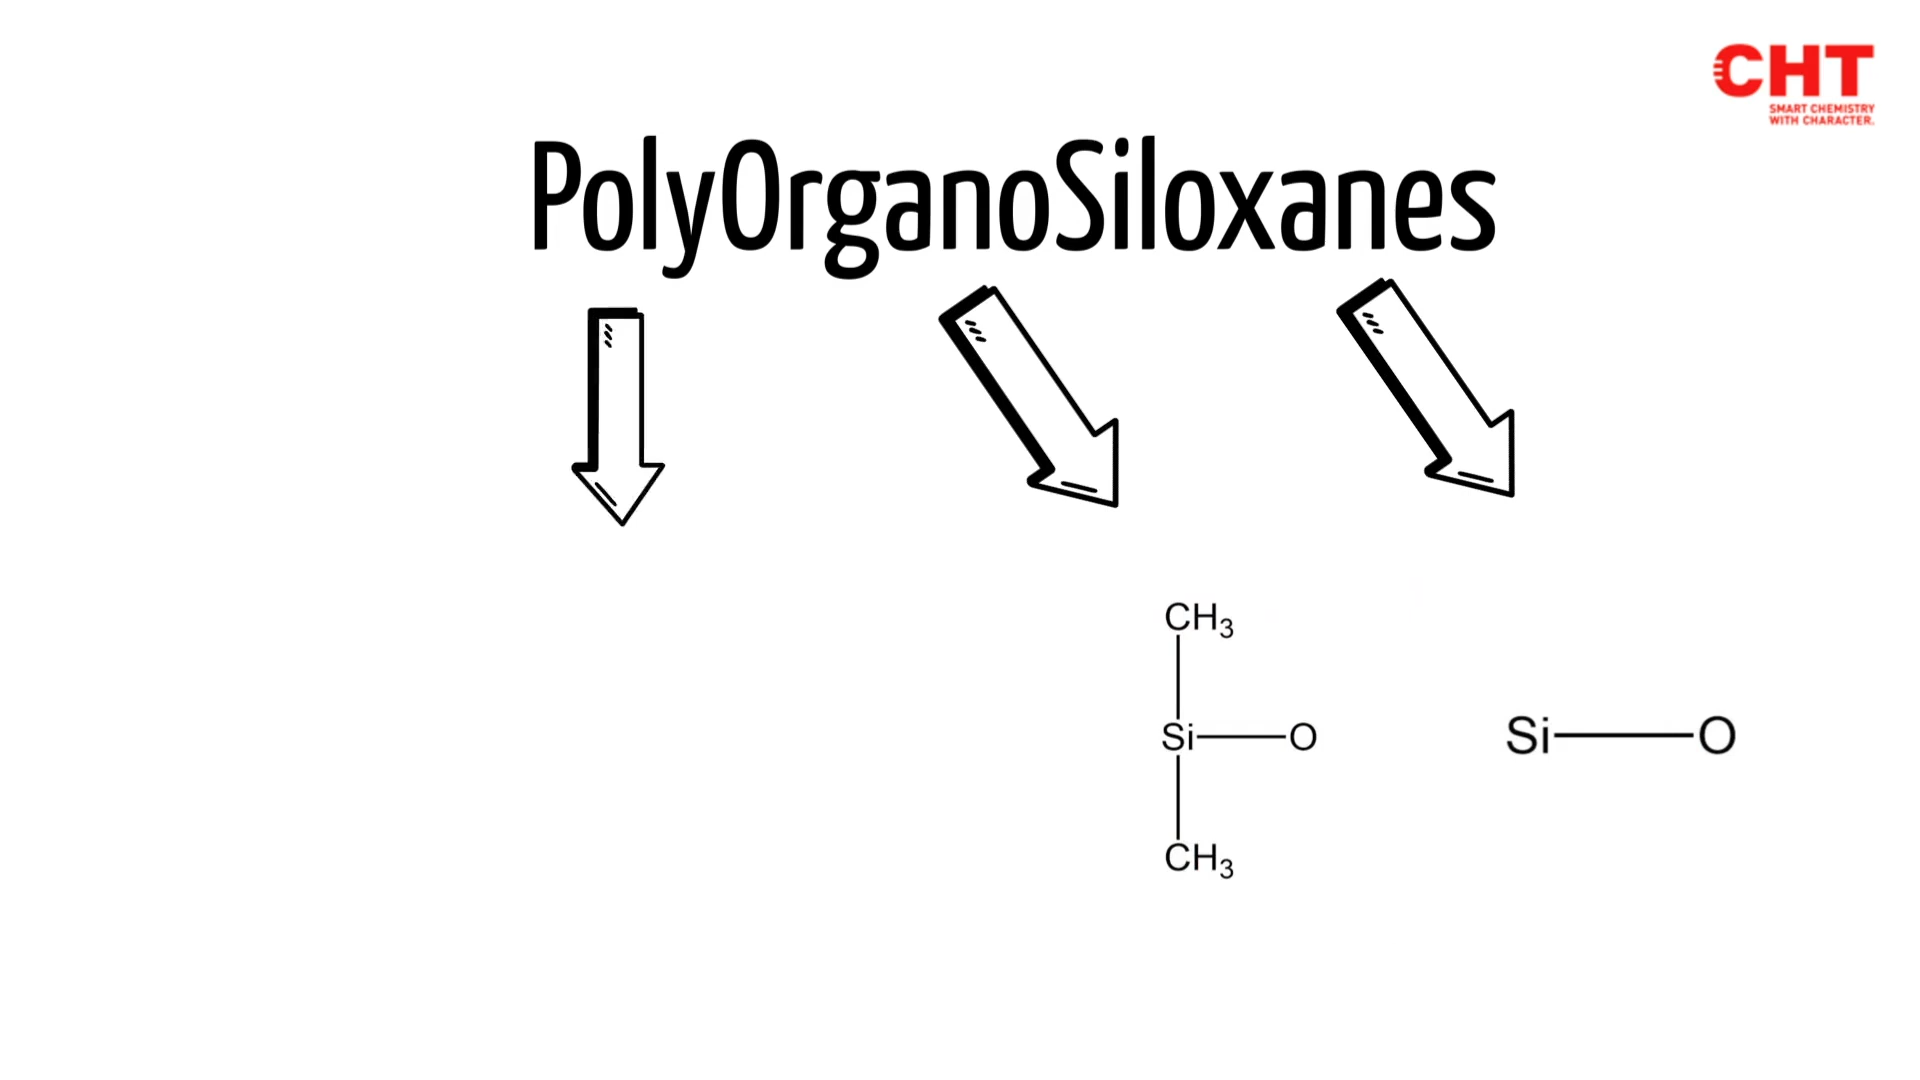 CHT
SMART CHEMISTRY
WITH CHARACTER.
PolyOrganoSiloxanes
CH3
Si O
CH3
Si O